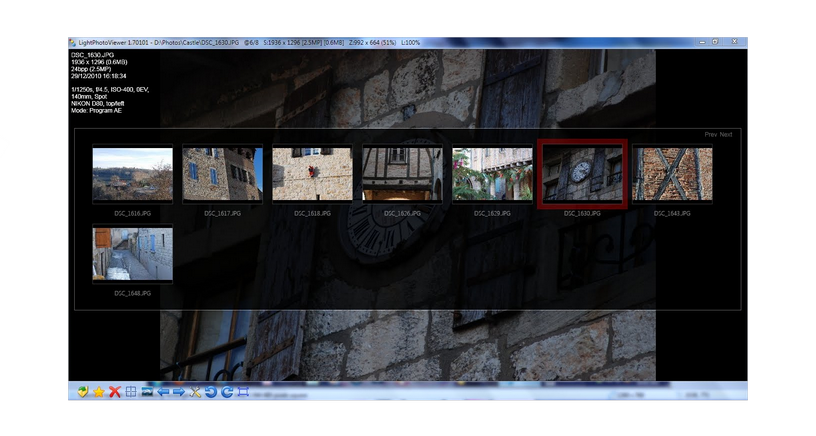 LightPhotoViewer 1.70101 - D:\Photos\Castle\DSC_1630.JPG @6/8 S:1936 x 1296 [2.5MP] [0.6MB] Z:992 x 664 (51%) L:100%
DSC_1630.JPG
1936 x 1296 (0.6MB)
24bpp (2.5MP)
29/12/2010 16:18:34
1/1250s, f/4.5, ISO-400, 0EV,
140mm, Spot
NIKON D80, top/left
Mode: Program AE
Prev Next
DSC_1616.JPG DSC_1617.JPG DSC_1618.JPG DSC_1626.JPG DSC_1629.JPG DSC_1630.JPG DSC_1643.JPG
DSC_1648.JPG